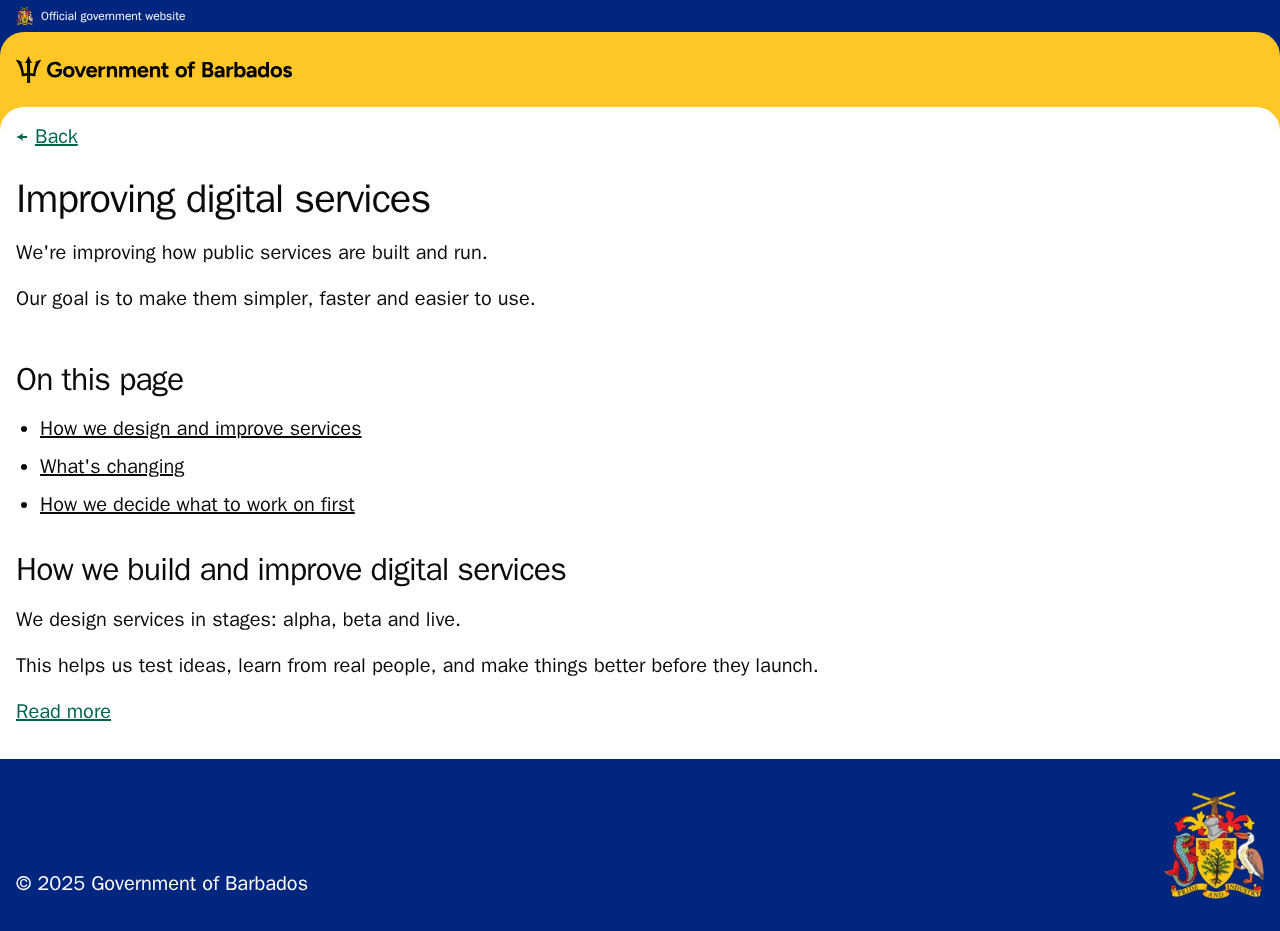 Official government website
Government of Barbados
Back
Improving digital services
We're improving how public services are built and run.
Our goal is to make them simpler, faster and easier to use.
On this page
How we design and improve services
What's changing
How we decide what to work on first
How we build and improve digital services
We design services in stages: alpha, beta and live.
This helps us test ideas, learn from real people, and make things better before they launch.
Read more
© 2025 Government of Barbados
PRIDE AND INDUSTRY